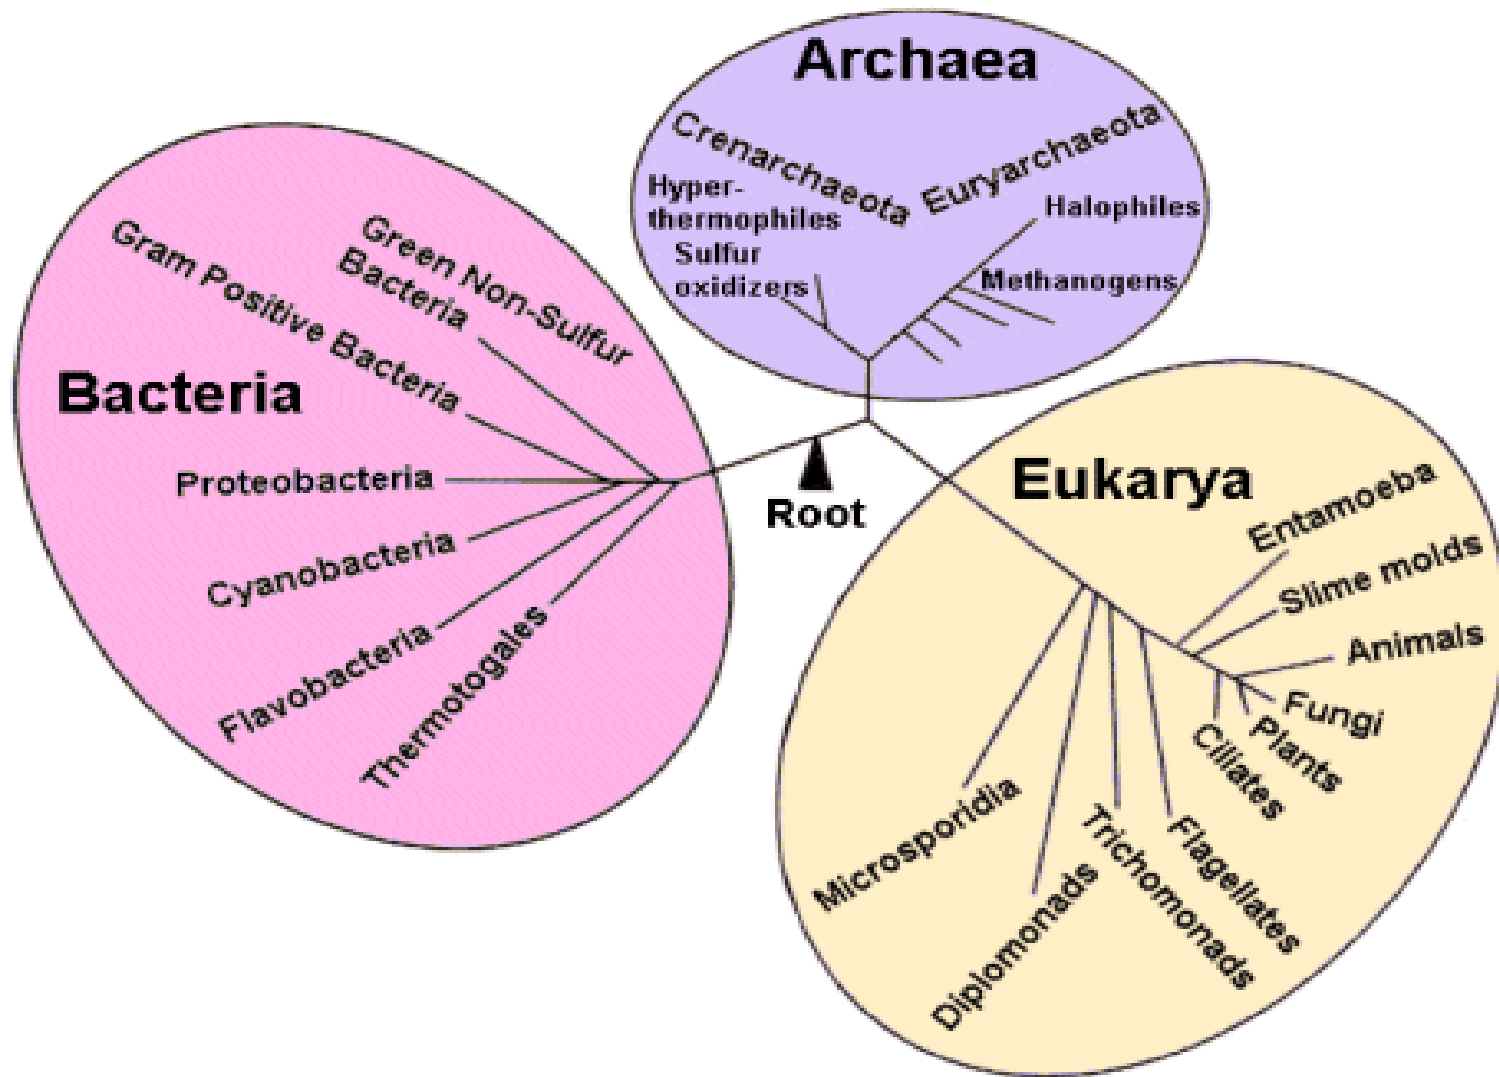 Archaea
Crenarchaeota
Euryarchaeota
Hyper-
thermophiles
Sulfur
oxidizers
Halophiles
Methanogens
Bacteria
Green Non-Sulfur
Bacteria
Gram Positive Bacteria
Proteobacteria
Cyanobacteria
Flavobacteria
Thermotogales
Root
Eukarya
Entamoeba
Slime molds
Animals
Fungi
Plants
Ciliates
Flagellates
Trichomonads
Diplomonads
Microsporidia